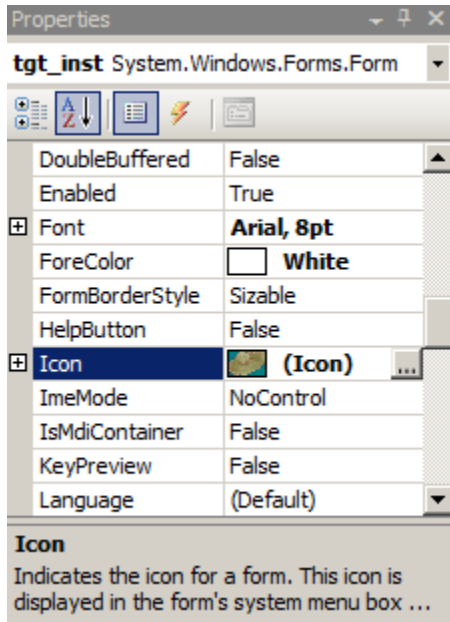 Properties
tgt_inst System.Windows.Forms.Form
A
Z
DoubleBuffered False
Enabled True
Font Arial, 8pt
ForeColor White
FormBorderStyle Sizable
HelpButton False
Icon (Icon) ...
ImeMode NoControl
IsMdiContainer False
KeyPreview False
Language (Default)
Icon
Indicates the icon for a form. This icon is
displayed in the form's system menu box ...